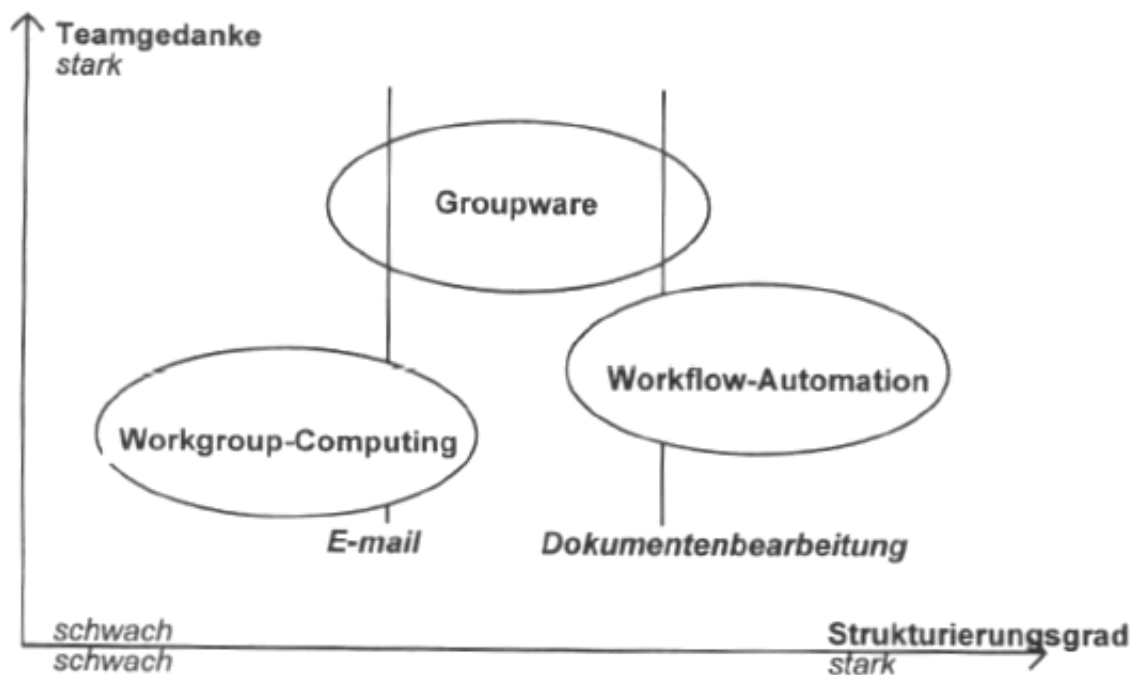 Teamgedanke
stark
Groupware
Workflow-Automation
Workgroup-Computing
E-mail
Dokumentenbearbeitung
schwach
schwach
Strukturierungsgrad
stark